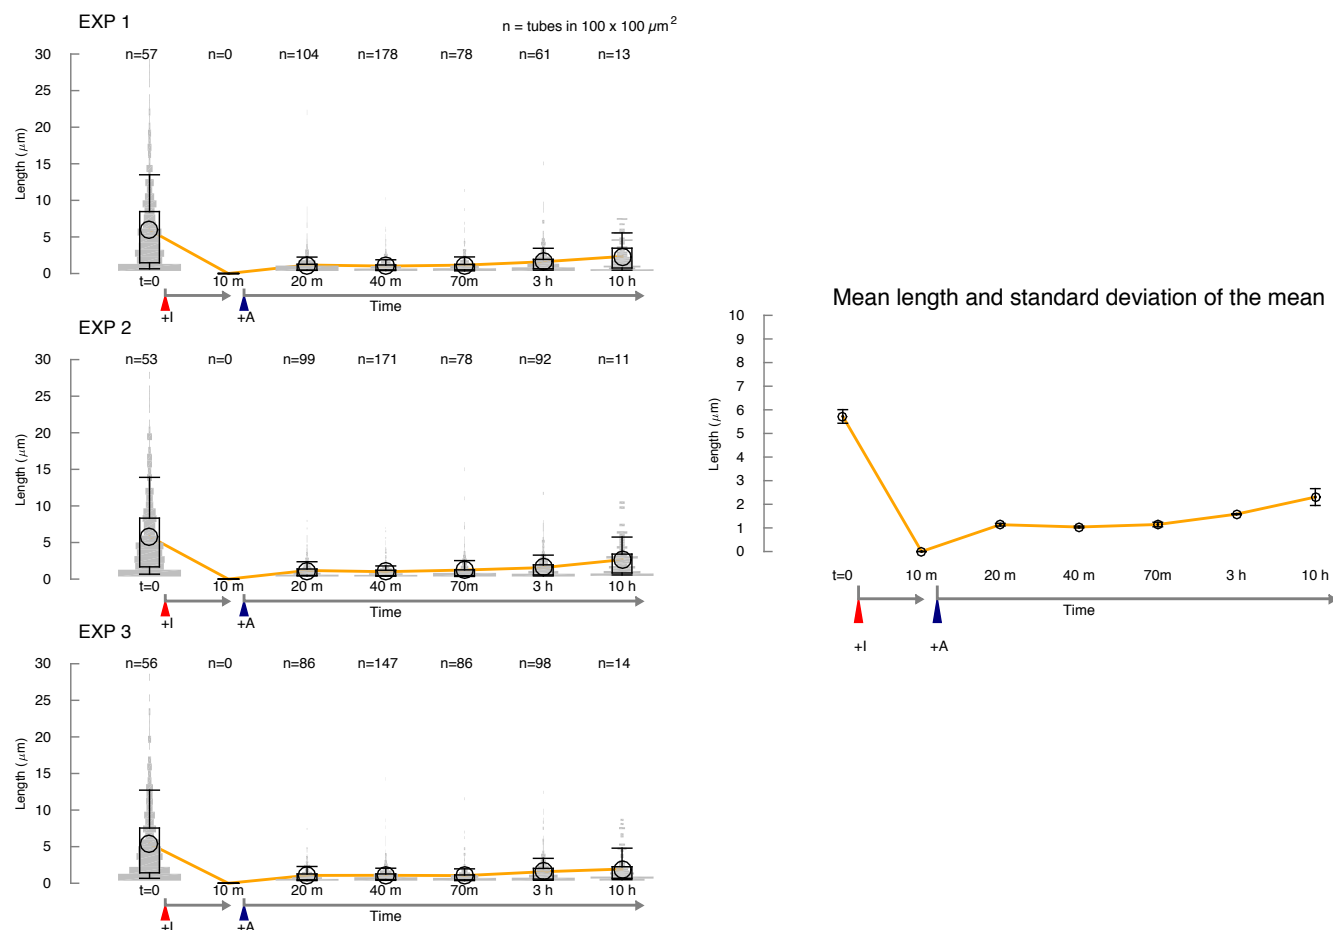 EXP 1
n = tubes in 100 x 100 µm²
n=57 n=0 n=104 n=178 n=78 n=61 n=13
30
25
20
15
10
5
0
Length (µm)
t=0 10 m 20 m 40 m 70m 3 h 10 h
+I +A Time
EXP 2
n=53 n=0 n=99 n=171 n=78 n=92 n=11
30
25
20
15
10
5
0
Length (µm)
t=0 10 m 20 m 40 m 70m 3 h 10 h
+I +A Time
EXP 3
n=56 n=0 n=86 n=147 n=86 n=98 n=14
30
25
20
15
10
5
0
Length (µm)
t=0 10 m 20 m 40 m 70m 3 h 10 h
+I +A Time
Mean length and standard deviation of the mean
10
9
8
7
6
5
4
3
2
1
0
Length (µm)
t=0 10 m 20 m 40 m 70m 3 h 10 h
Time
+I +A